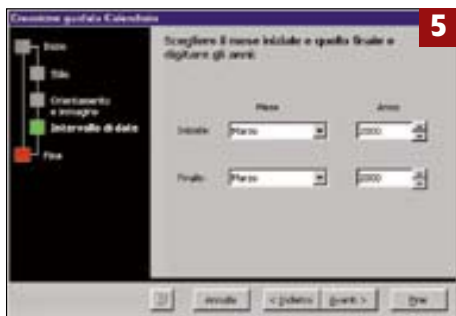 Creazione guidata Calendario
5
Inizio
Stile
Orientamento
e immagine
Intervallo di date
Fine
Scegliere il mese iniziale e quello finale e
digitare gli anni:
Mese Anno
Iniziale: Marzo 2000
Finale: Marzo 2000
Annulla < Indietro Avanti > Fine